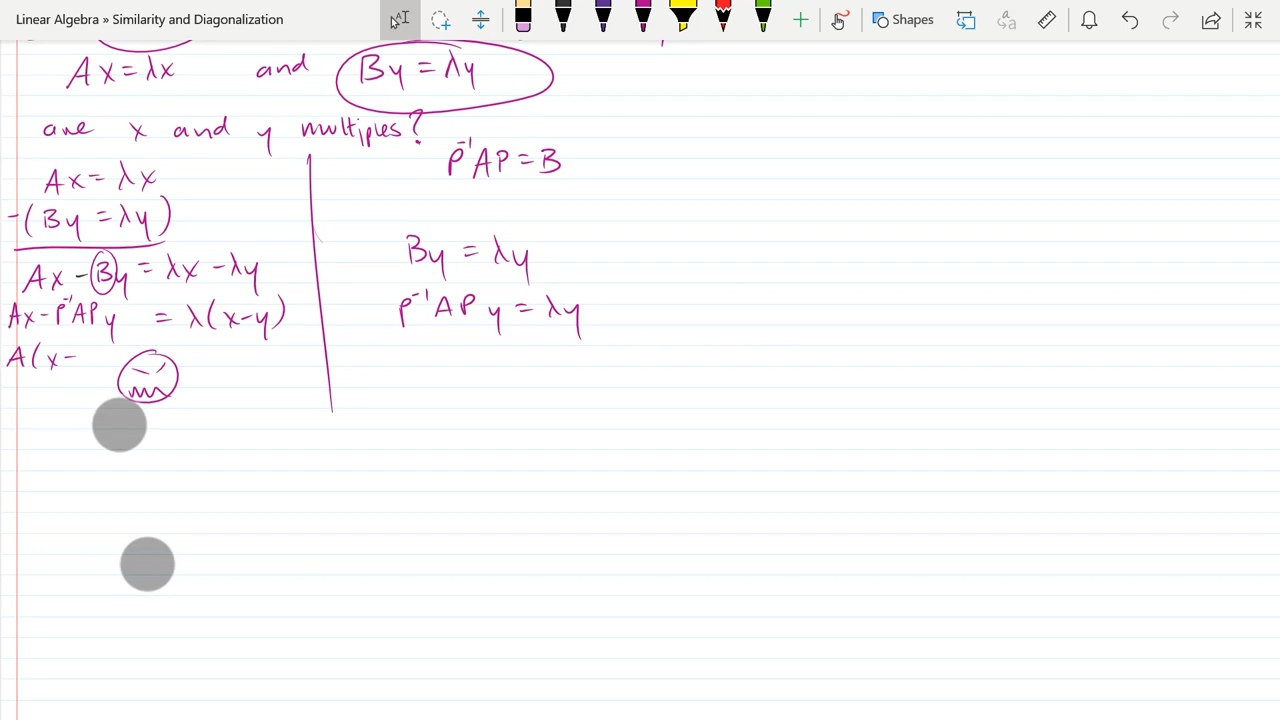 Linear Algebra » Similarity and Diagonalization
Shapes
Ax = λx and By = λy
are x and y multiples?
Ax = λx
-(By = λy)
Ax - By = λx - λy
Ax - P⁻¹APy = λ(x-y)
A(x -
P⁻¹AP = B
By = λy
P⁻¹APy = λy